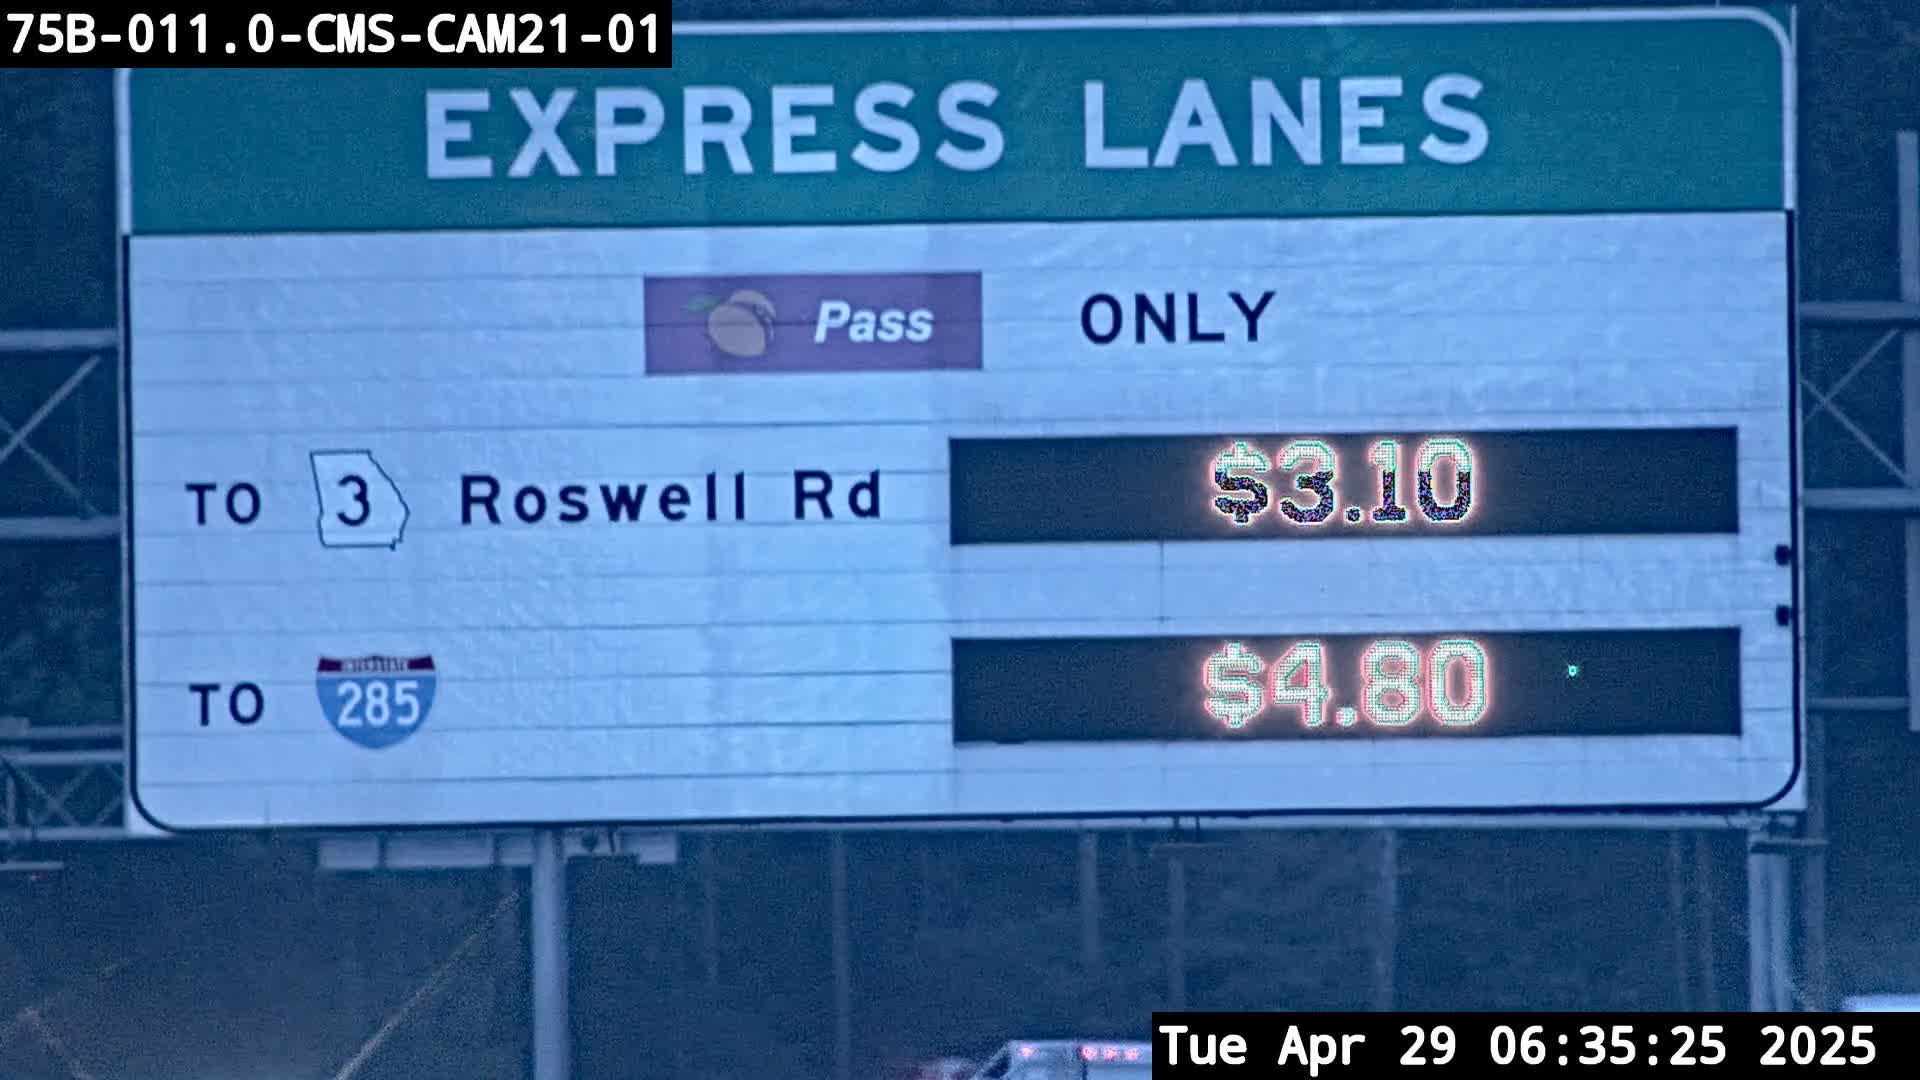 75B-011.0-CMS-CAM21-01
EXPRESS LANES
Pass ONLY
TO 3 Roswell Rd $3.10
TO 285 $4.80
Tue Apr 29 06:35:25 2025